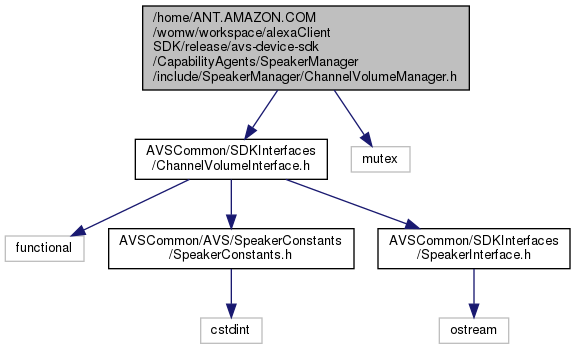 /home/ANT.AMAZON.COM
/womw/workspace/alexaClient
SDK/release/avs-device-sdk
/CapabilityAgents/SpeakerManager
/include/SpeakerManager/ChannelVolumeManager.h
AVSCommon/SDKInterfaces
/ChannelVolumeInterface.h
mutex
functional
AVSCommon/AVS/SpeakerConstants
/SpeakerConstants.h
AVSCommon/SDKInterfaces
/SpeakerInterface.h
cstdint
ostream